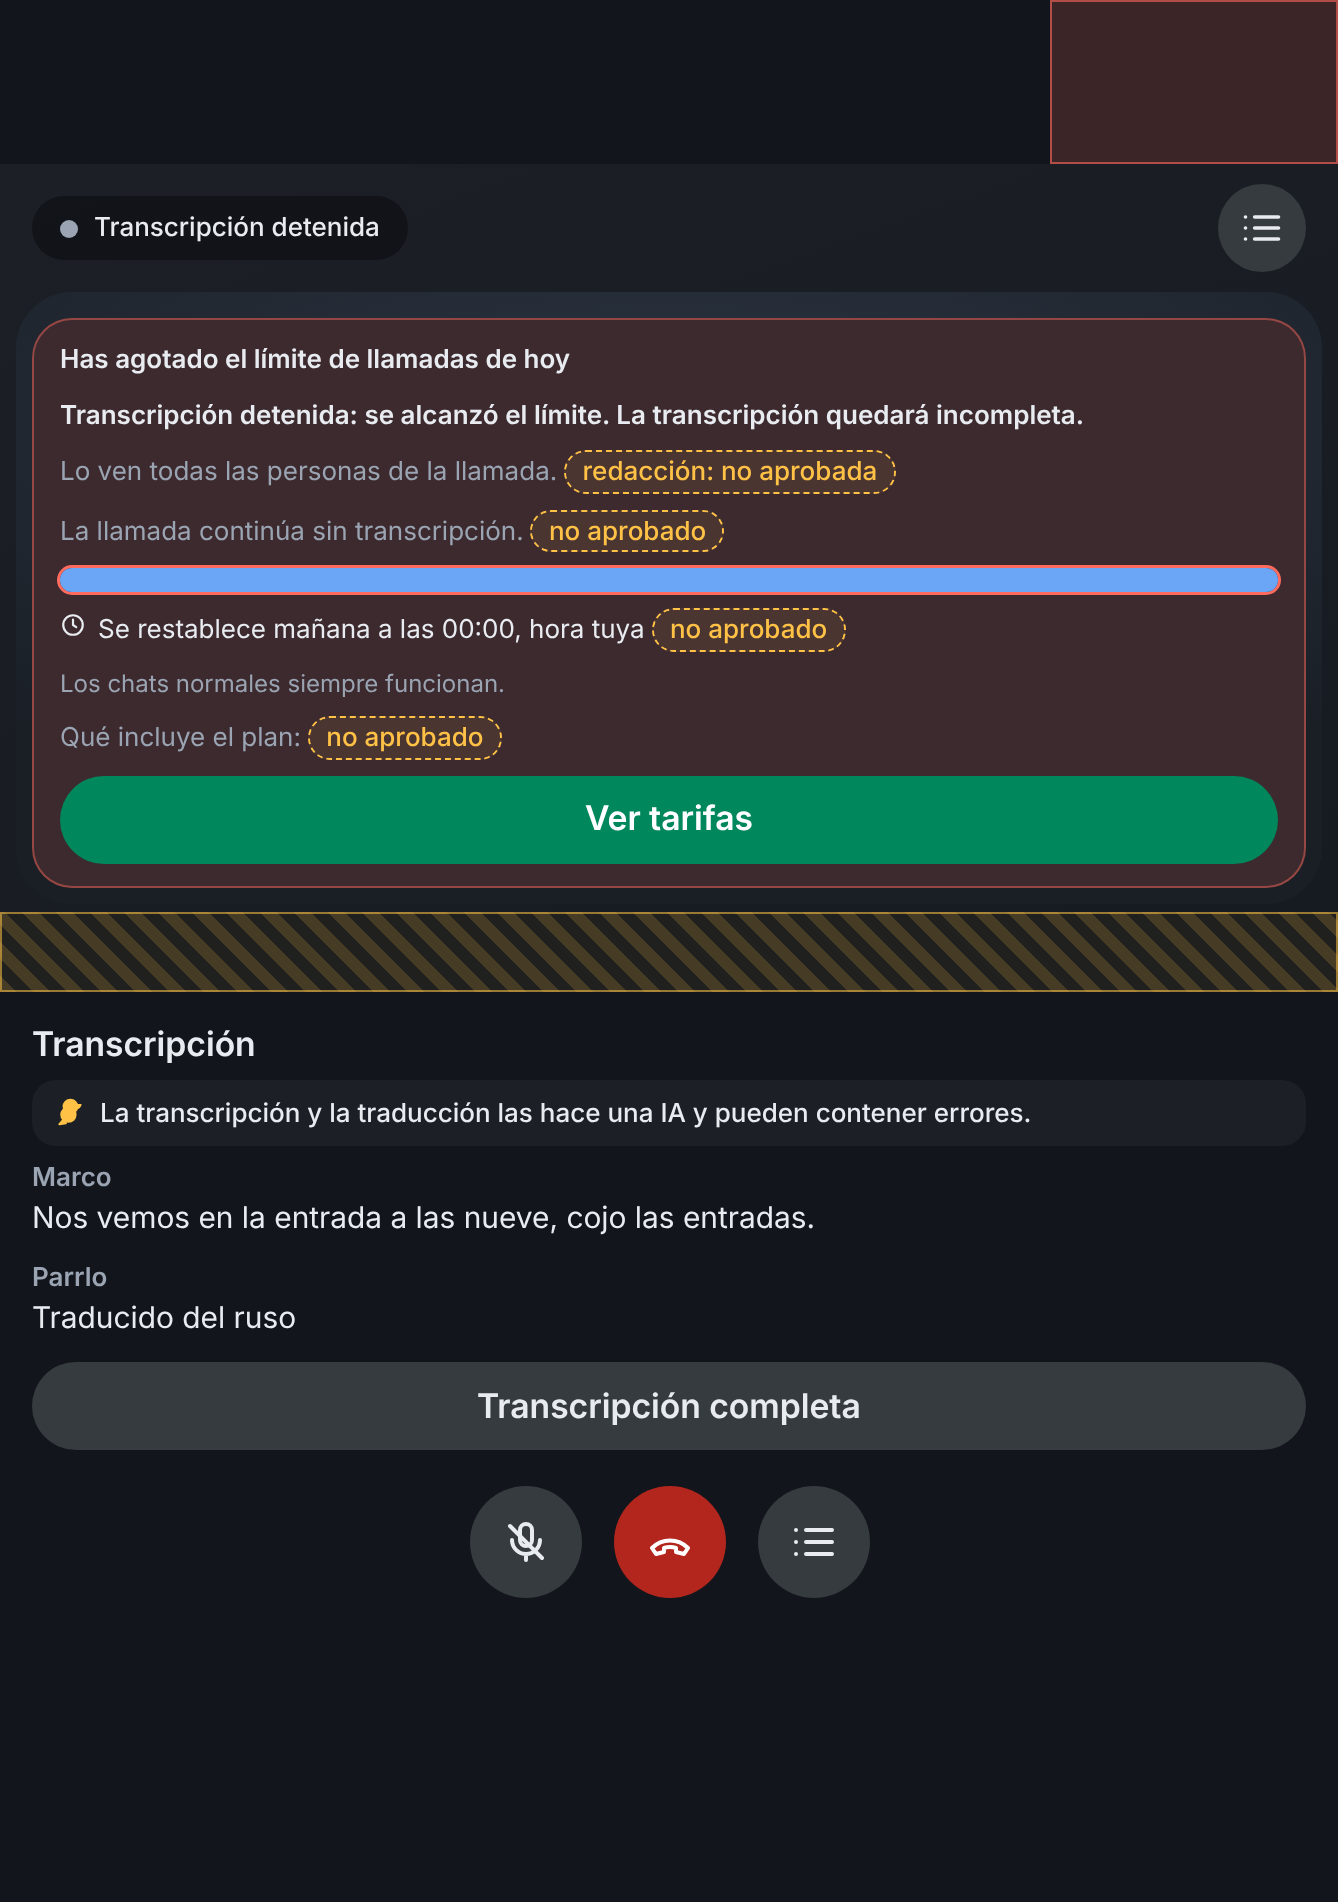 Transcripción detenida
Has agotado el límite de llamadas de hoy
Transcripción detenida: se alcanzó el límite. La transcripción quedará incompleta.
Lo ven todas las personas de la llamada. redacción: no aprobada
La llamada continúa sin transcripción. no aprobado
Se restablece mañana a las 00:00, hora tuya no aprobado
Los chats normales siempre funcionan.
Qué incluye el plan: no aprobado
Ver tarifas
Transcripción
La transcripción y la traducción las hace una IA y pueden contener errores.
Marco
Nos vemos en la entrada a las nueve, cojo las entradas.
Parrlo
Traducido del ruso
Transcripción completa